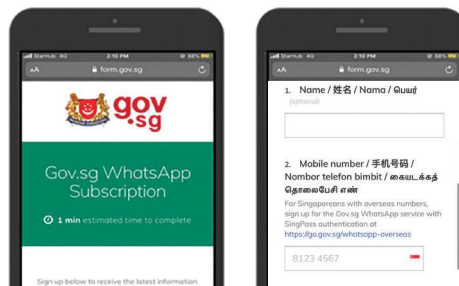 StarHub 4G 2:10 PM 88%
AA form.gov.sg
gov
.sg
Gov.sg WhatsApp
Subscription
1 min estimated time to complete
Sign up below to receive the latest information
StarHub 4G 2:10 PM 88%
AA form.gov.sg
1. Name / 姓名 / Nama / பெயர்
(optional)
2. Mobile number / 手机号码 /
Nombor telefon bimbit / கையடக்கத்
தொலைபேசி எண்
For Singaporeans with overseas numbers,
sign up for the Gov.sg WhatsApp service with
SingPass authentication at
https://go.gov.sg/whatsapp-overseas
8123 4567